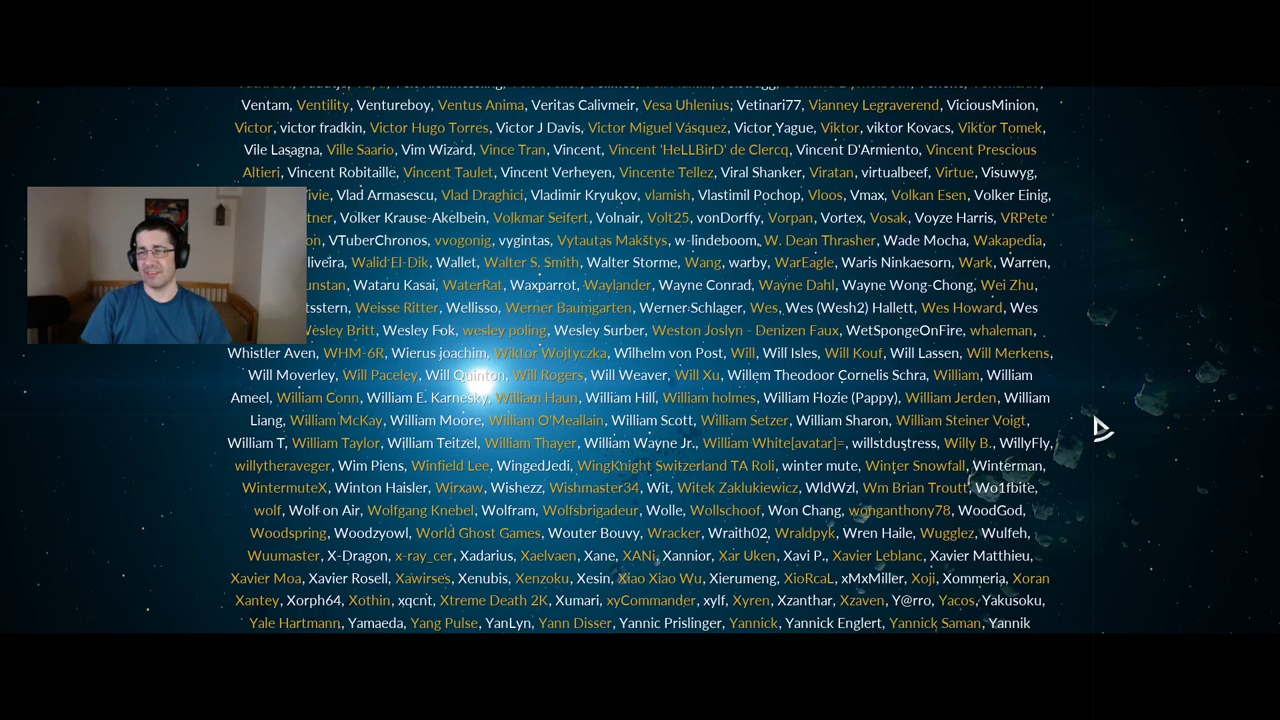 Ventam, Ventility, Ventureboy, Ventus Anima, Veritas Calivmeir, Vesa Uhlenius, Vetinari77, Vianney Legraverend, ViciousMinion,
Victor, victor fradkin, Victor Hugo Torres, Victor J Davis, Victor Miguel Vásquez, Victor Yague, Viktor, viktor Kovacs, Viktor Tomek,
Vile Lasagna, Ville Saario, Vim Wizard, Vince Tran, Vincent, Vincent 'HeLLBirD' de Clercq, Vincent D'Armiento, Vincent Prescious
Altieri, Vincent Robitaille, Vincent Taulet, Vincent Verheyen, Vincente Tellez, Viral Shanker, Viratan, virtualbeef, Virtue, Visuwyg,
Vlad Armasescu, Vlad Draghici, Vladimir Kryukov, vlamish, Vlastimil Pochop, Vloos, Vmax, Volkan Esen, Volker Einig,
Volker Krause-Akelbein, Volkmar Seifert, Volnair, Volt25, vonDorffy, Vorpan, Vortex, Vosak, Voyze Harris, VRPete
VTuberChronos, vvogonig, vygintas, Vytautas Makštys, w-lindeboom, W. Dean Thrasher, Wade Mocha, Wakapedia,
Walid El-Dik, Wallet, Walter S. Smith, Walter Storme, Wang, warby, WarEagle, Waris Ninkaesorn, Wark, Warren,
Wataru Kasai, WaterRat, Waxparrot, Waylander, Wayne Conrad, Wayne Dahl, Wayne Wong-Chong, Wei Zhu,
Weisse Ritter, Wellisso, Werner Baumgarten, Werner Schlager, Wes, Wes (Wesh2) Hallett, Wes Howard, Wes
Wesley Britt, Wesley Fok, wesley poling, Wesley Surber, Weston Joslyn - Denizen Faux, WetSpongeOnFire, whaleman,
Whistler Aven, WHM-6R, Wierus joachim, Wiktor Wojtyczka, Wilhelm von Post, Will, Will Isles, Will Kouf, Will Lassen, Will Merkens,
Will Moverley, Will Paceley, Will Quinton, Will Rogers, Will Weaver, Will Xu, Willem Theodoor Cornelis Schra, William, William
Ameel, William Conn, William E. Karnesky, William Haun, William Hill, William holmes, William Hozie (Pappy), William Jerden, William
Liang, William McKay, William Moore, William O'Meallain, William Scott, William Setzer, William Sharon, William Steiner Voigt,
William T, William Taylor, William Teitzel, William Thayer, William Wayne Jr., William White[avatar]=, willstdustress, Willy B., WillyFly,
willytheraveger, Wim Piens, Winfield Lee, WingedJedi, WingKnight Switzerland TA Roli, winter mute, Winter Snowfall, Winterman,
WintermuteX, Winton Haisler, Wirxaw, Wishezz, Wishmaster34, Wit, Witek Zaklukiewicz, WldWzl, Wm Brian Troutt, Wo1fbite,
wolf, Wolf on Air, Wolfgang Knebel, Wolfram, Wolfsbrigadeur, Wolle, Wollschoof, Won Chang, wonganthony78, WoodGod,
Woodspring, Woodzyowl, World Ghost Games, Wouter Bouvy, Wracker, Wraith02, Wraldpyk, Wren Haile, Wugglez, Wulfeh,
Wuumaster, X-Dragon, x-ray_cer, Xadarius, Xaelvaen, Xane, XANi, Xannior, Xar Uken, Xavi P., Xavier Leblanc, Xavier Matthieu,
Xavier Moa, Xavier Rosell, Xawirses, Xenubis, Xenzoku, Xesin, Xiao Xiao Wu, Xierumeng, XioRcaL, xMxMiller, Xoji, Xommeria, Xoran
Xantey, Xorph64, Xothin, xqcnt, Xtreme Death 2K, Xumari, xyCommander, xylf, Xyren, Xzanthar, Xzaven, Y@rro, Yacos, Yakusoku,
Yale Hartmann, Yamaeda, Yang Pulse, YanLyn, Yann Disser, Yannic Prislinger, Yannick, Yannick Englert, Yannick Saman, Yannik